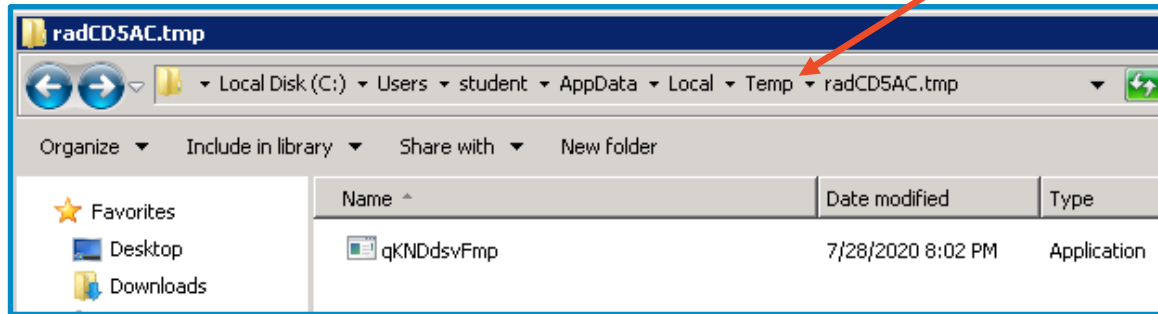 radCD5AC.tmp
Local Disk (C:) Users student AppData Local Temp radCD5AC.tmp
Organize Include in library Share with New folder
Favorites
Desktop
Downloads
Name Date modified Type
qKNDdsvFmp 7/28/2020 8:02 PM Application